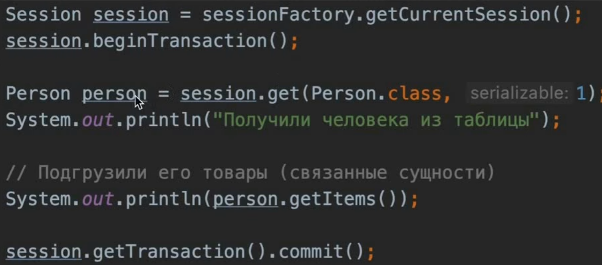 Session session = sessionFactory.getCurrentSession();
session.beginTransaction();
Person person = session.get(Person.class, serializable: 1);
System.out.println("Получили человека из таблицы");
// Подгрузили его товары (связанные сущности)
System.out.println(person.getItems());
session.getTransaction().commit();